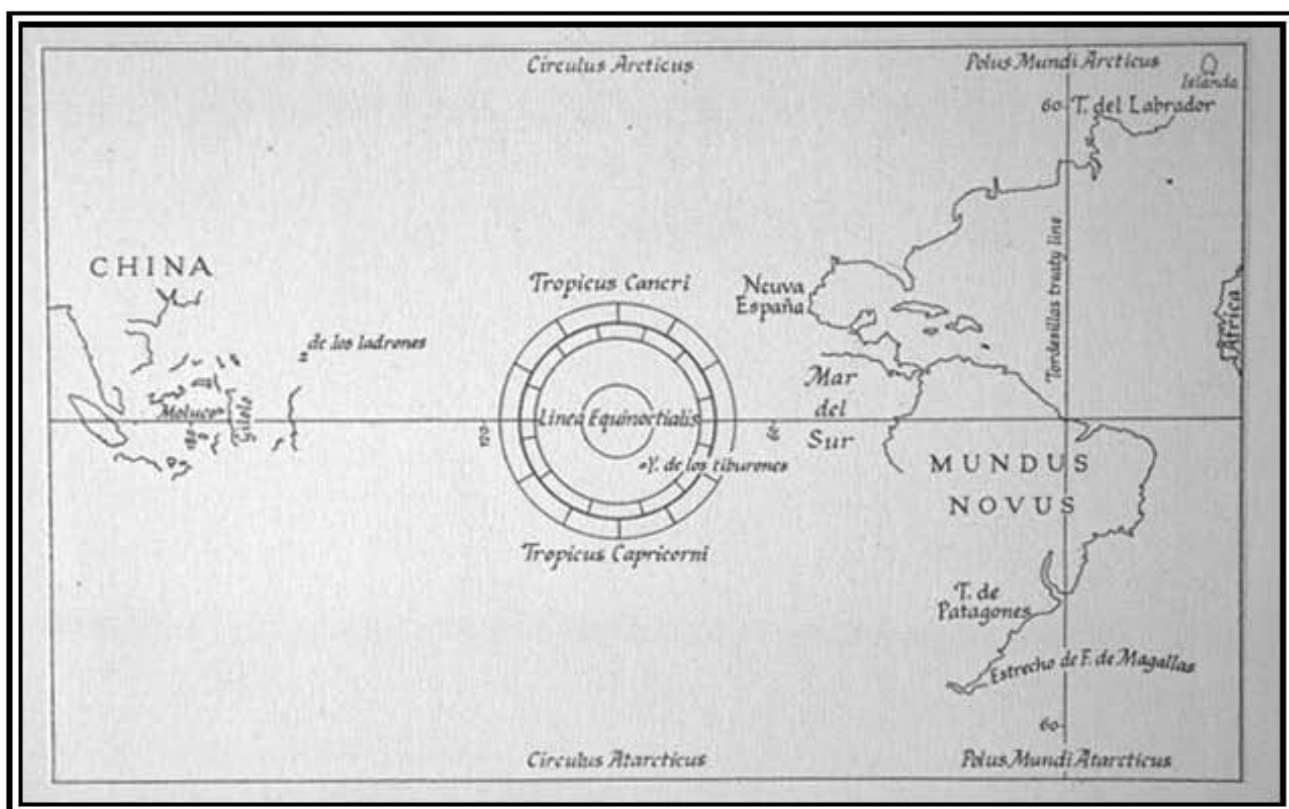 Circulus Arcticus
Polus Mundi Arcticus
Islanda
60 T. del Labrador
CHINA
Tropicus Cancri
Neuva
España
Tordesillas treaty line
Africa
de los ladrones
Mar
del
Sur
Moluco
Gilolo
180
120
Linea Equinoctialis
60
Y. de los tiburones
MUNDUS
NOVUS
Tropicus Capricorni
T. de
Patagones
Estrecho de F. de Magallas
60
Circulus Atarcticus
Polus Mundi Atarcticus